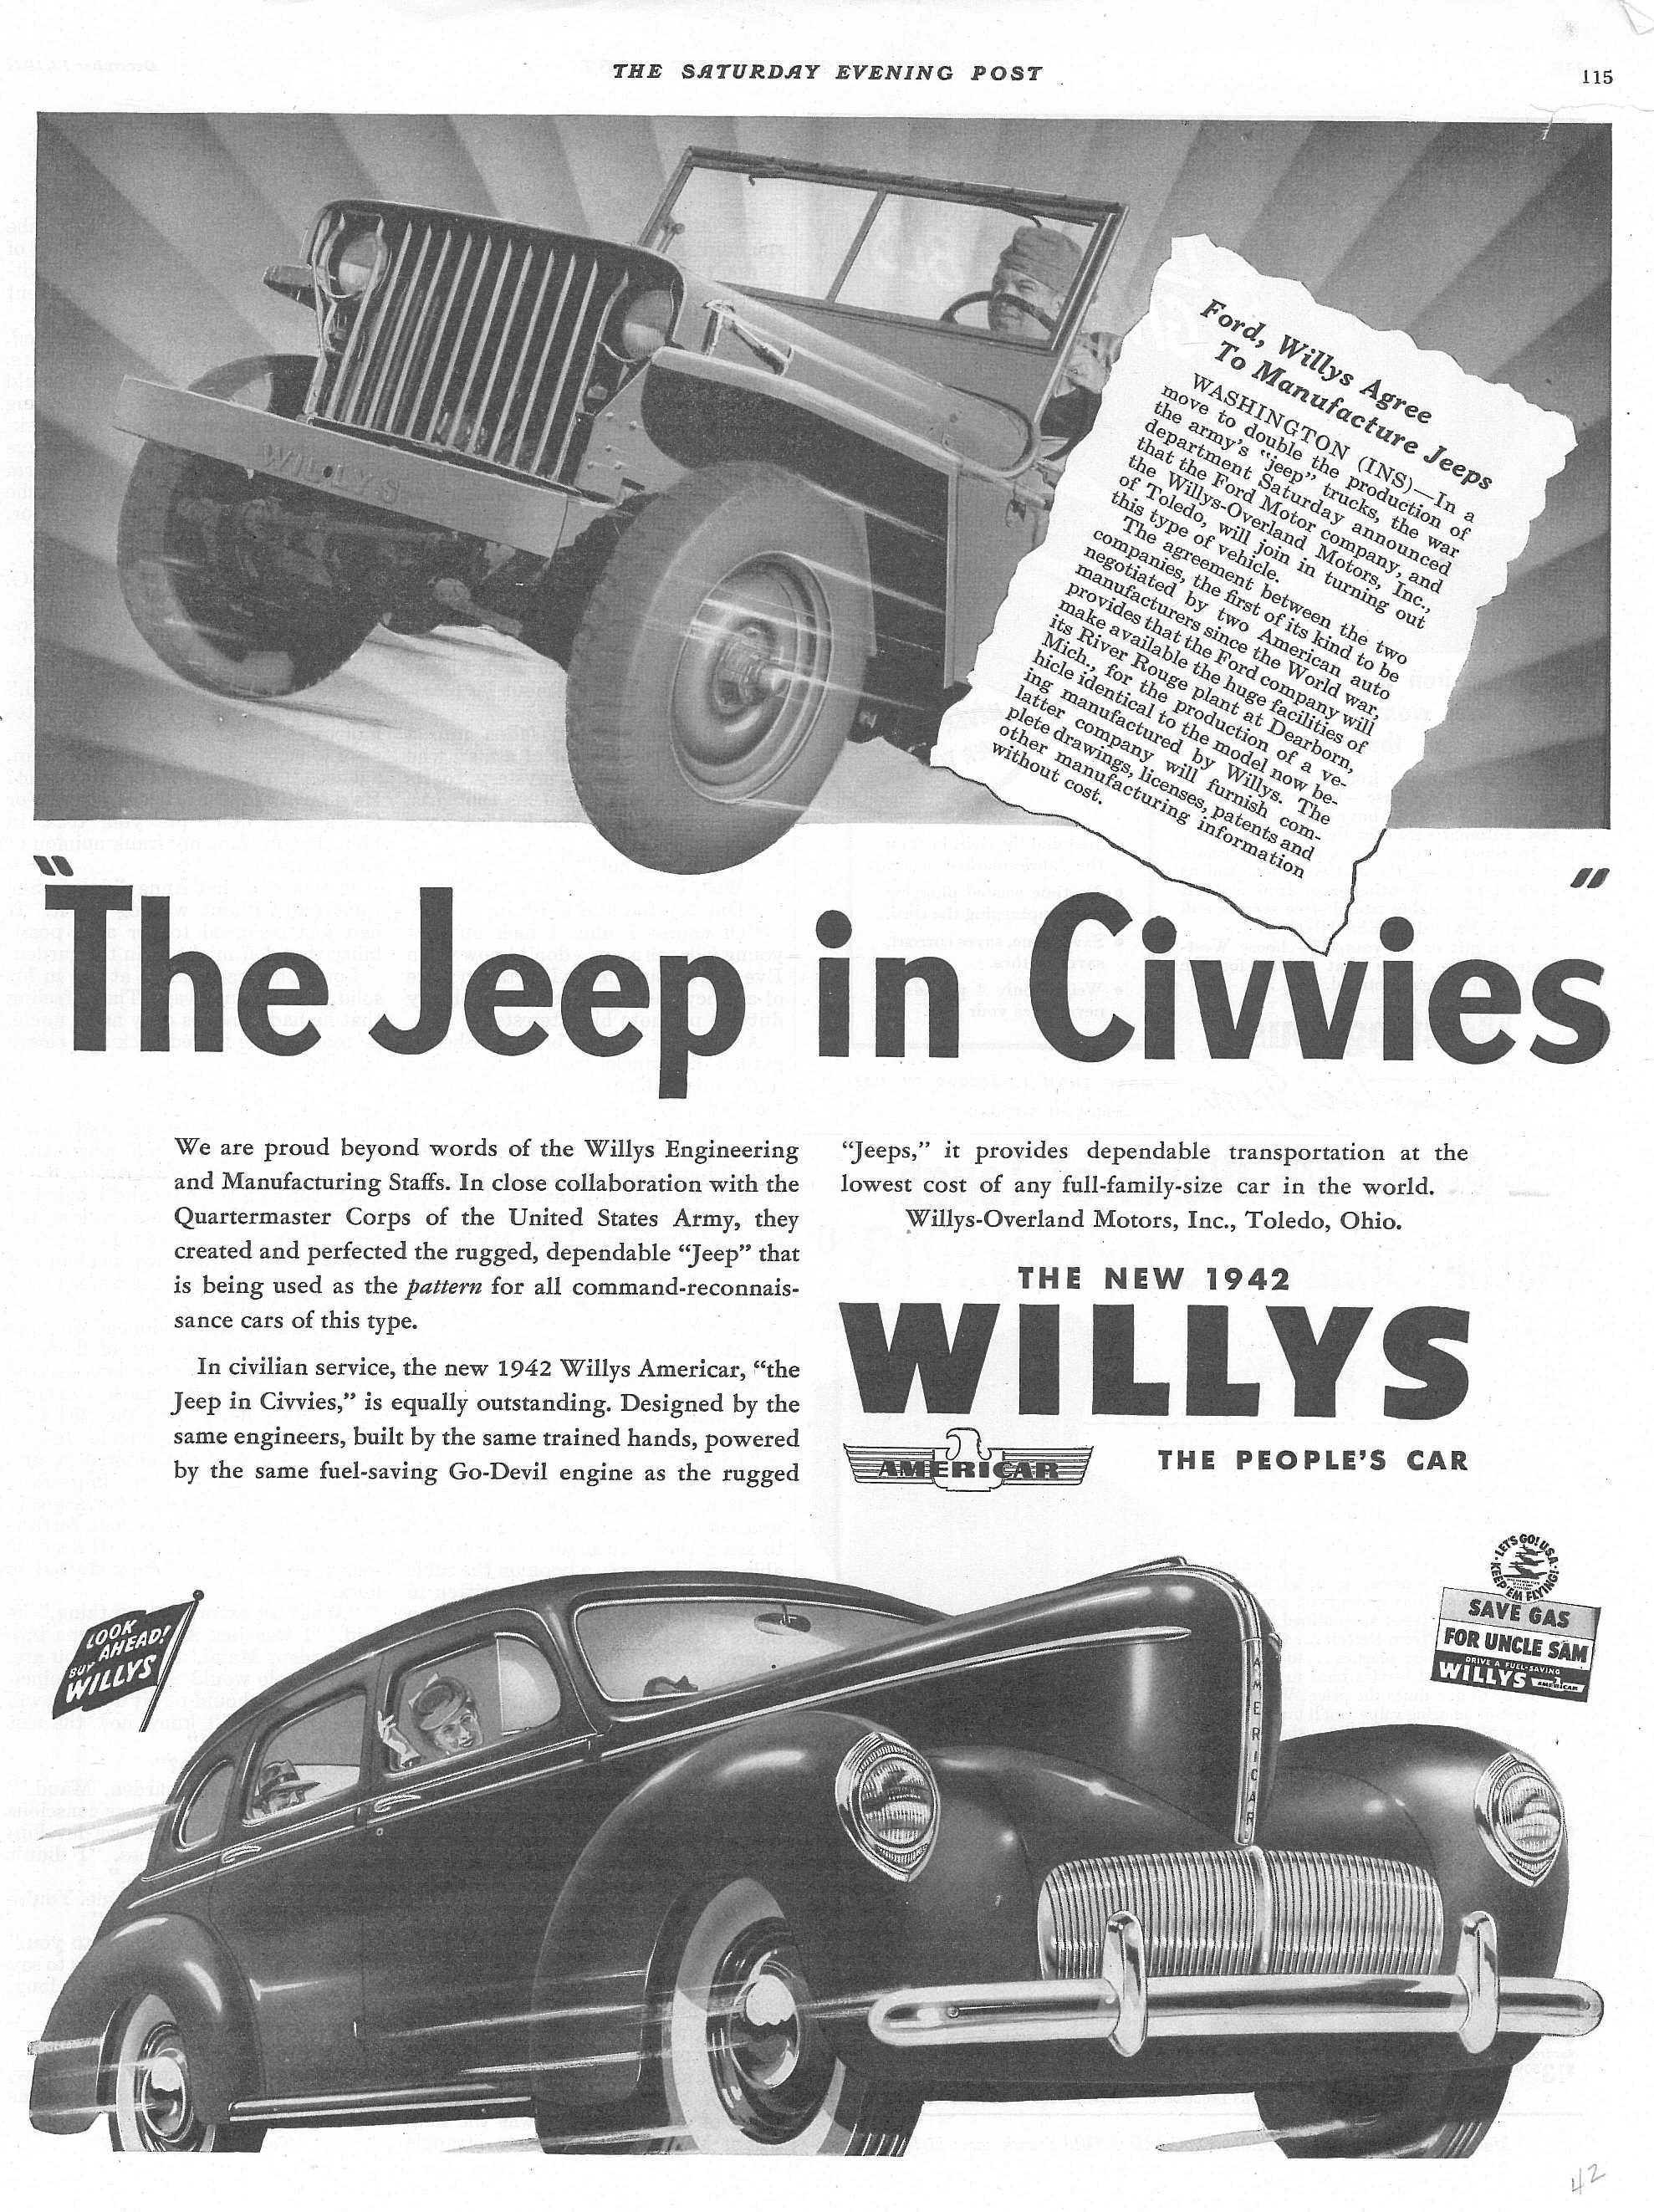 THE SATURDAY EVENING POST
115
WILLYS
Ford, Willys Agree
To Manufacture Jeeps
WASHINGTON (INS)—In a
move to double the production of
the army's "jeep" trucks, the war
department Saturday announced
that the Ford Motor company, and
the Willys-Overland Motors, Inc.,
of Toledo, will join in turning out
this type of vehicle.
The agreement between the two
companies, the first of its kind to be
negotiated by two American auto
manufacturers since the World war,
provides that the Ford company will
make available the huge facilities of
its River Rouge plant at Dearborn,
Mich., for the production of a ve-
hicle identical to the model now be-
ing manufactured by Willys. The
latter company will furnish com-
plete drawings, licenses, patents and
other manufacturing information
without cost.
"The Jeep in Civvies"
We are proud beyond words of the Willys Engineering
and Manufacturing Staffs. In close collaboration with the
Quartermaster Corps of the United States Army, they
created and perfected the rugged, dependable "Jeep" that
is being used as the pattern for all command-reconnais-
sance cars of this type.
In civilian service, the new 1942 Willys Americar, "the
Jeep in Civvies," is equally outstanding. Designed by the
same engineers, built by the same trained hands, powered
by the same fuel-saving Go-Devil engine as the rugged
"Jeeps," it provides dependable transportation at the
lowest cost of any full-family-size car in the world.
Willys-Overland Motors, Inc., Toledo, Ohio.
THE NEW 1942
WILLYS
AMERICAR
THE PEOPLE'S CAR
LOOK
AHEAD!
BUY
WILLYS
LET'S GO! U.S.A.
KEEP 'EM FLYING!
SAVE GAS
FOR UNCLE SAM
DRIVE A FUEL-SAVING
WILLYS AMERICAR
AMERICAR
42